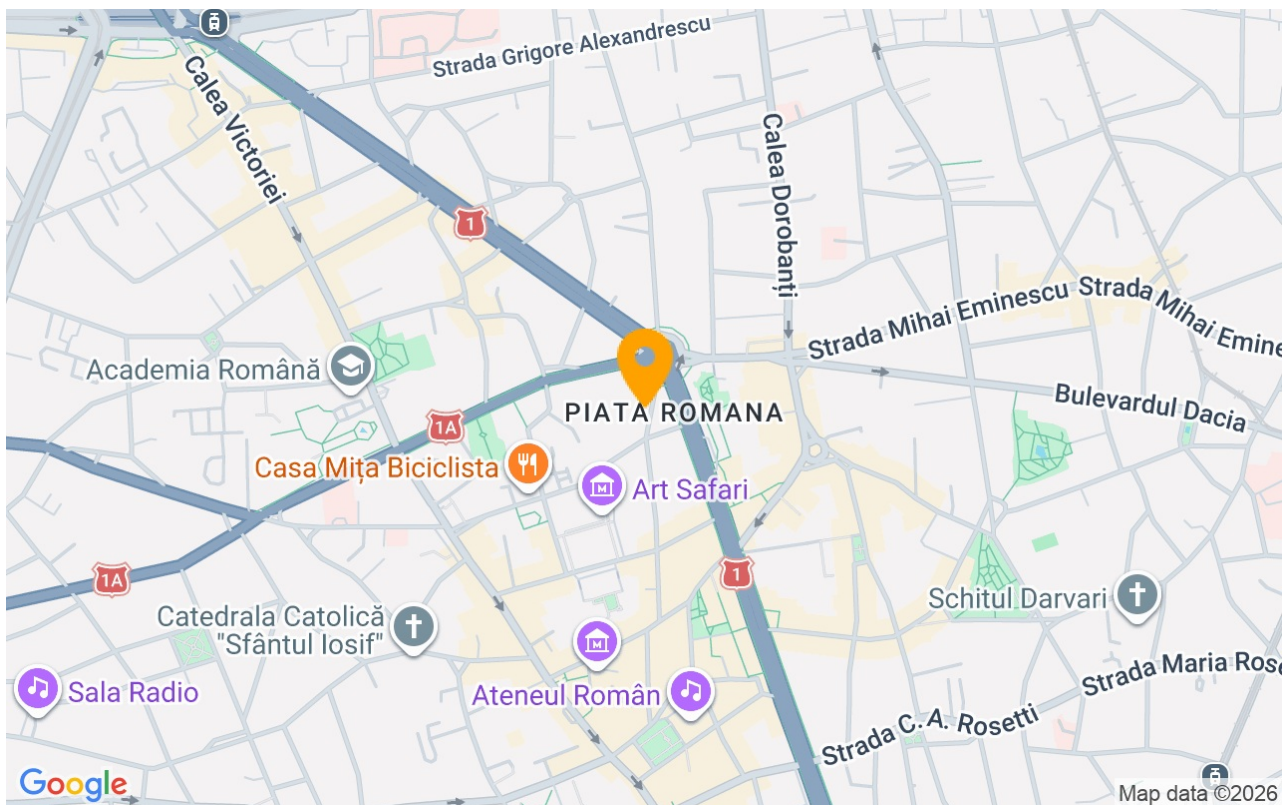 Strada Grigore Alexandrescu
Calea Victoriei
Calea Dorobanți
1
Strada Mihai Eminescu
Strada Mihai Emine
Academia Română
Bulevardul Dacia
PIATA ROMANA
1A
Casa Mița Biciclista
Art Safari
1
1A
Schitul Darvari
Catedrala Catolică
"Sfântul Iosif"
Strada Maria Rose
Sala Radio
Ateneul Român
Strada C. A. Rosetti
Google
Map data ©2026